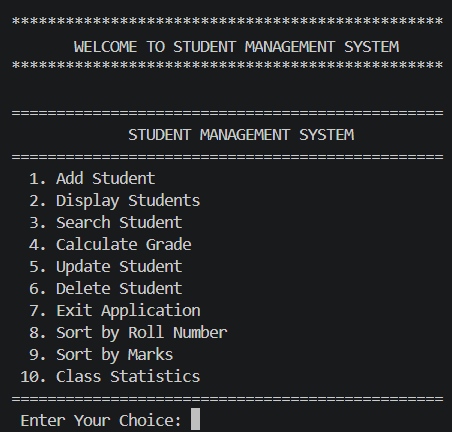 ************************************************
WELCOME TO STUDENT MANAGEMENT SYSTEM
************************************************
================================================
STUDENT MANAGEMENT SYSTEM
================================================
1. Add Student
2. Display Students
3. Search Student
4. Calculate Grade
5. Update Student
6. Delete Student
7. Exit Application
8. Sort by Roll Number
9. Sort by Marks
10. Class Statistics
================================================
Enter Your Choice: